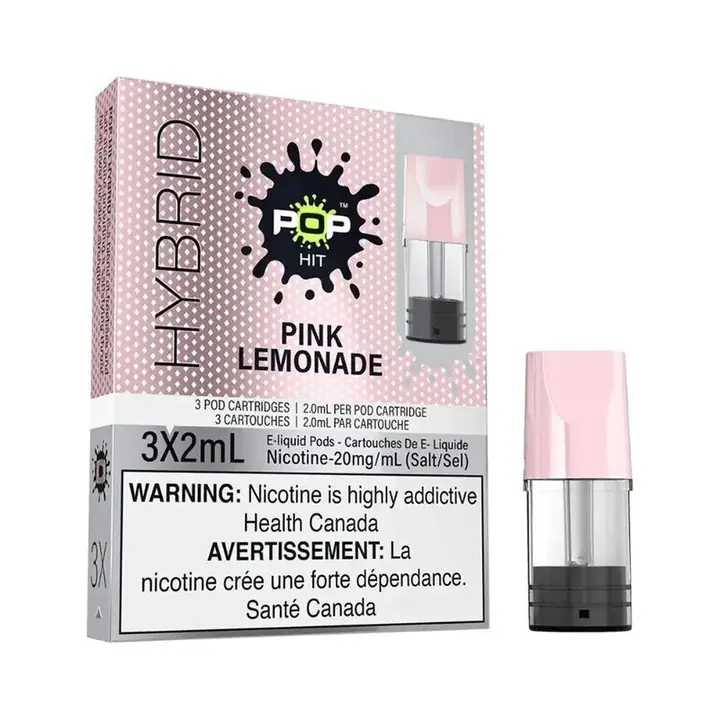 HYBRID
POP™
HIT
PINK
LEMONADE
3 POD CARTRIDGES | 2.0mL PER POD CARTRIDGE
3 CARTOUCHES | 2.0mL PAR CARTOUCHE
3X2mL
E-liquid Pods - Cartouches De E- Liquide
Nicotine-20mg/mL (Salt/Sel)
WARNING: Nicotine is highly addictive
Health Canada
AVERTISSEMENT: La
nicotine crée une forte dépendance.
Santé Canada
3X